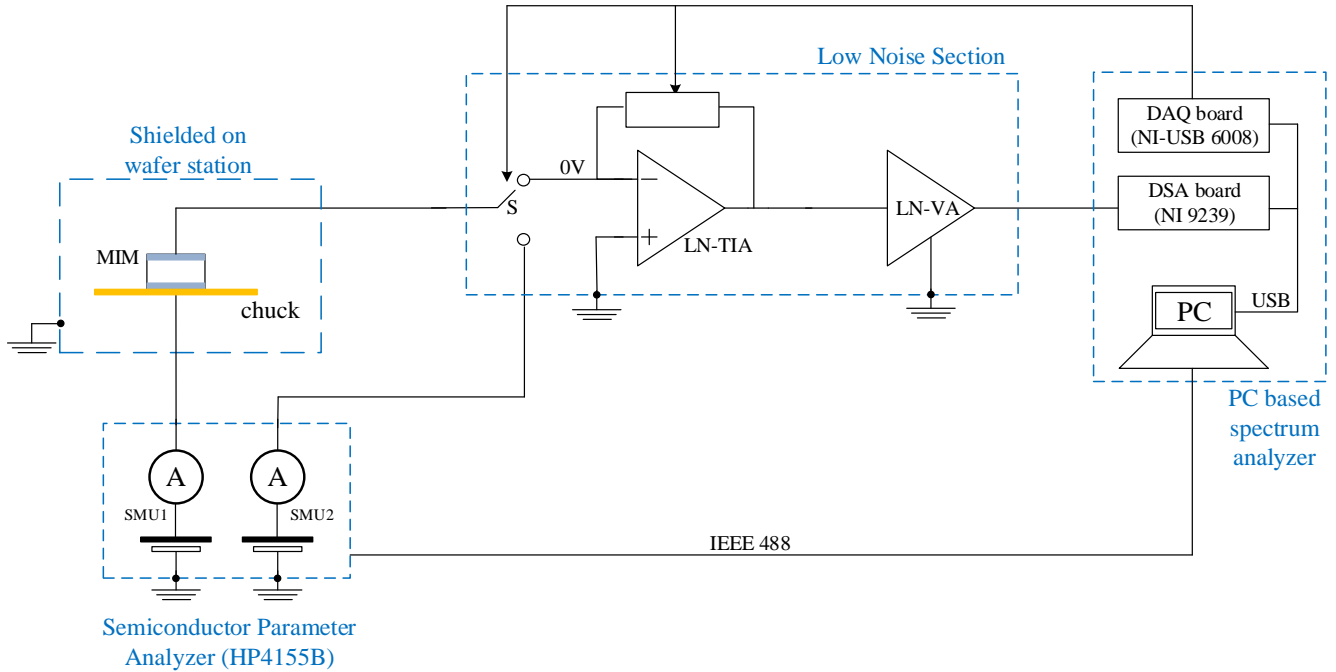 Low Noise Section
DAQ board
(NI-USB 6008)
Shielded on
wafer station
0V
S
DSA board
(NI 9239)
LN-VA
LN-TIA
MIM
chuck
PC
USB
PC based
spectrum
analyzer
A
A
SMU1
SMU2
IEEE 488
Semiconductor Parameter
Analyzer (HP4155B)